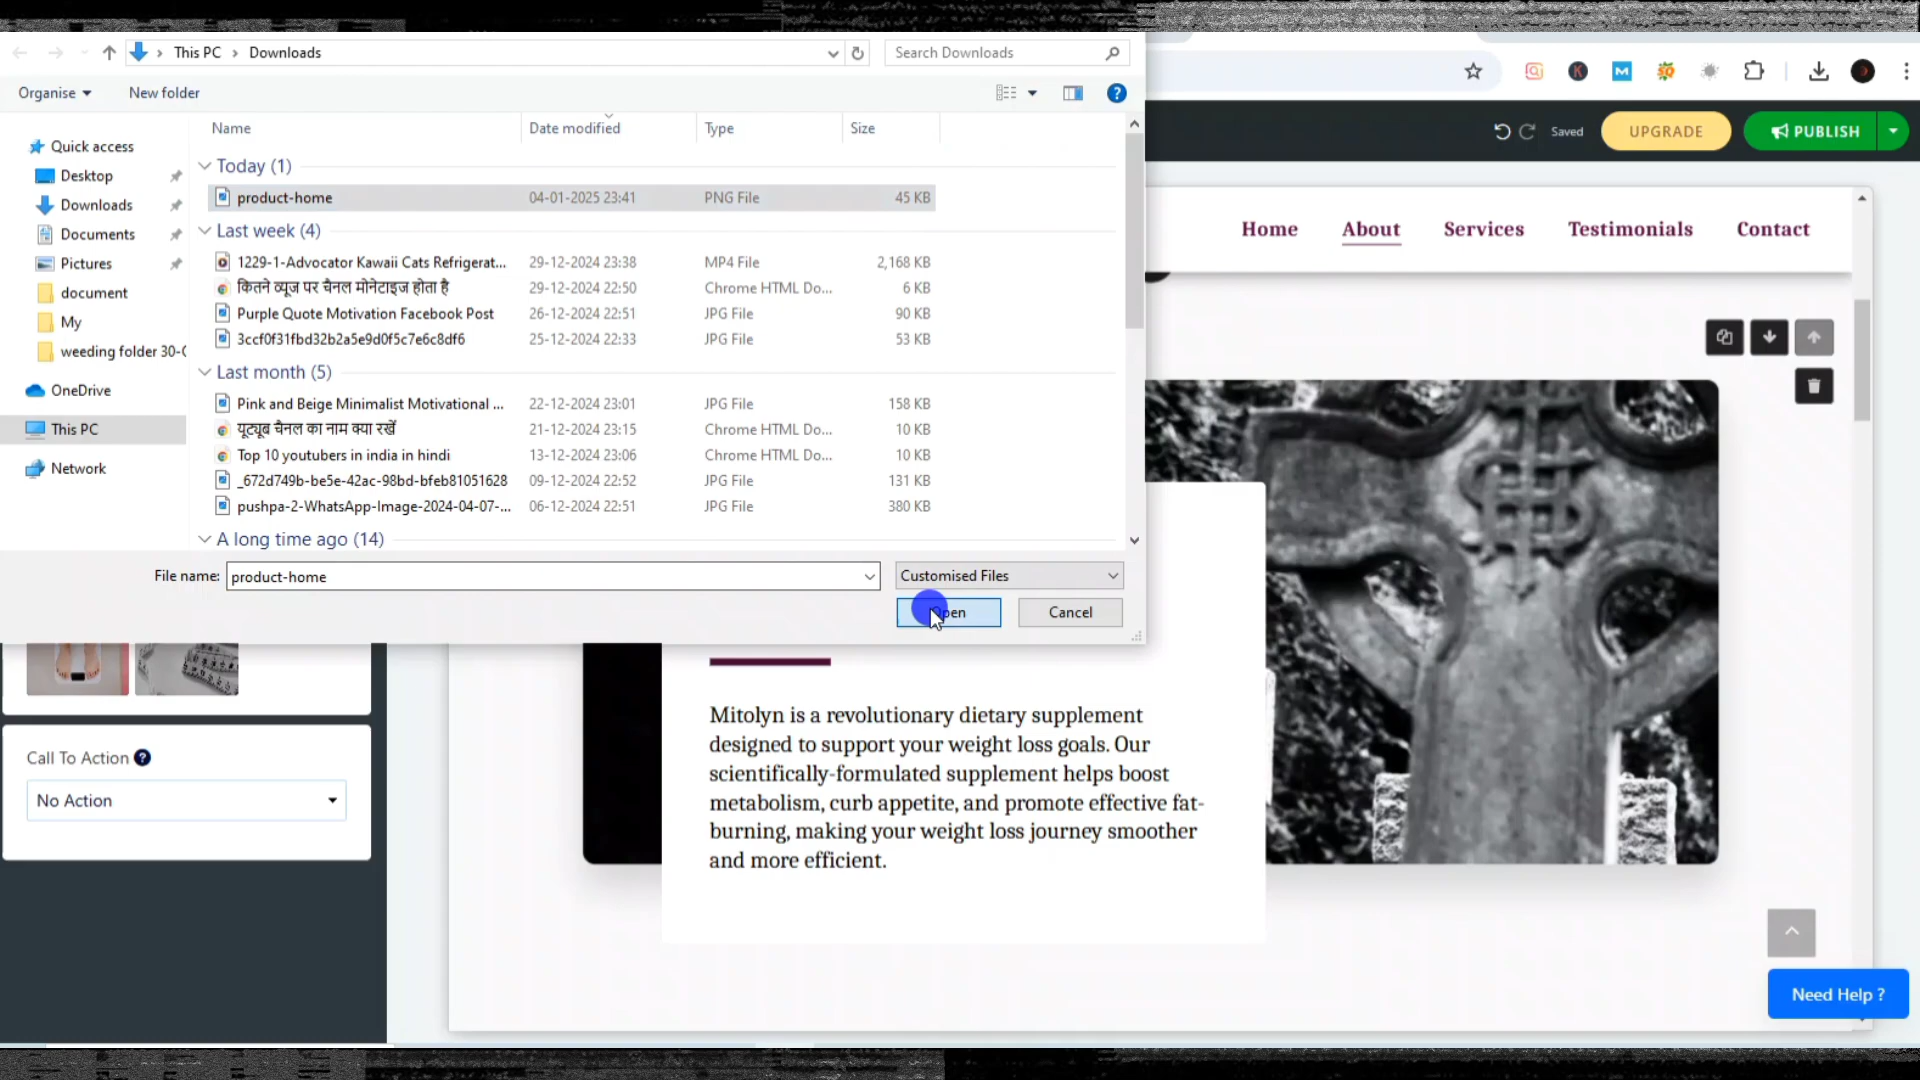 This PC
Downloads
Search Downloads
Organise
New folder
Name
Date modified
Type
Size
Quick access
Desktop
Downloads
Documents
Pictures
document
My
weeding folder 30-
OneDrive
This PC
Network
Today (1)
product-home 04-01-2025 23:41 PNG File 45 KB
Last week (4)
1229-1-Advocator Kawaii Cats Refrigerat... 29-12-2024 23:38 MP4 File 2,168 KB
कितने व्यूज पर चैनल मोनेटाइज होता है 29-12-2024 22:50 Chrome HTML Do... 6 KB
Purple Quote Motivation Facebook Post 26-12-2024 22:51 JPG File 90 KB
3ccf0f31fbd32b2a5e9d0f5c7e6c8df6 25-12-2024 22:33 JPG File 53 KB
Last month (5)
Pink and Beige Minimalist Motivational ... 22-12-2024 23:01 JPG File 158 KB
यूट्यूब चैनल का नाम क्या रखें 21-12-2024 23:15 Chrome HTML Do... 10 KB
Top 10 youtubers in india in hindi 13-12-2024 23:06 Chrome HTML Do... 10 KB
_672d749b-be5e-42ac-98bd-bfeb81051628 09-12-2024 22:52 JPG File 131 KB
pushpa-2-WhatsApp-Image-2024-04-07-... 06-12-2024 22:51 JPG File 380 KB
A long time ago (14)
File name: product-home
Customised Files
Open
Cancel
Saved
UPGRADE
PUBLISH
Home
About
Services
Testimonials
Contact
Call To Action
No Action
Mitolyn is a revolutionary dietary supplement
designed to support your weight loss goals. Our
scientifically-formulated supplement helps boost
metabolism, curb appetite, and promote effective fat-
burning, making your weight loss journey smoother
and more efficient.
Need Help ?